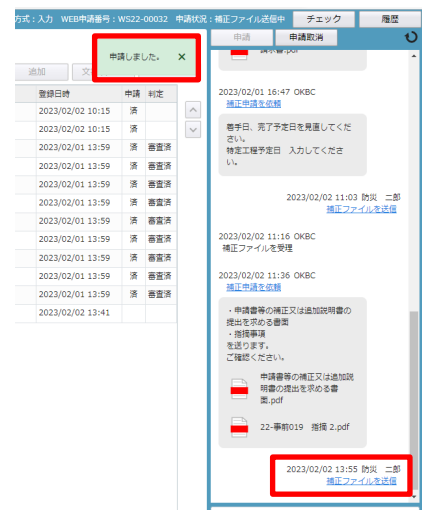 方式：入力　WEB申請番号：WS22-00032　申請状況：補正ファイル送信中
チェック
履歴
申請しました。 ×
申請
申請取消
追加
登録日時 申請 判定
2023/02/02 10:15 済
2023/02/02 10:15 済
2023/02/01 13:59 済 審査済
2023/02/01 13:59 済 審査済
2023/02/01 13:59 済 審査済
2023/02/01 13:59 済 審査済
2023/02/01 13:59 済 審査済
2023/02/01 13:59 済 審査済
2023/02/01 13:59 済 審査済
2023/02/01 13:59 済 審査済
2023/02/01 13:59 済 審査済
2023/02/02 13:41
2023/02/01 16:47 OKBC
補正申請を依頼
着手日、完了予定日を見直してくだ
さい。
特定工程予定日　入力してくださ
い。
2023/02/02 11:03 防災　二郎
補正ファイルを送信
2023/02/02 11:16 OKBC
補正ファイルを受理
2023/02/02 11:36 OKBC
補正申請を依頼
・申請書等の補正又は追加説明書の
提出を求める書面
・指摘事項
を送ります。
ご確認ください。
申請書等の補正又は追加説
明書の提出を求める書
面.pdf
22-事前019　指摘 2.pdf
2023/02/02 13:55 防災　二郎
補正ファイルを送信